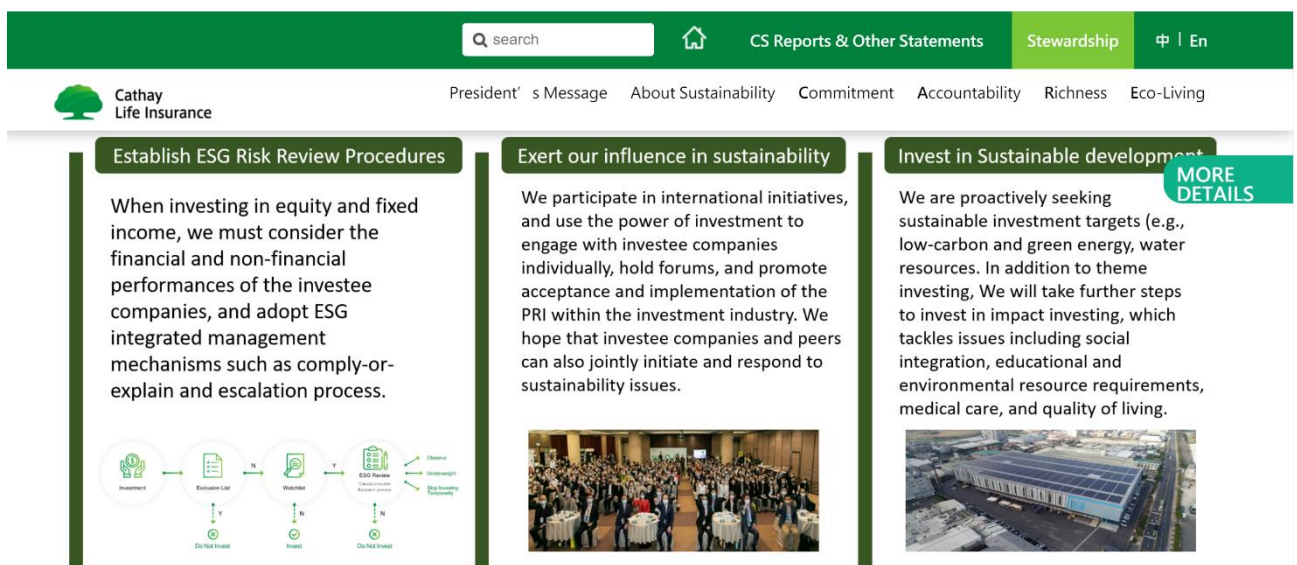 search
CS Reports & Other Statements
Stewardship
中 | En
Cathay
Life Insurance
President' s Message
About Sustainability
Commitment
Accountability
Richness
Eco-Living
Establish ESG Risk Review Procedures
When investing in equity and fixed
income, we must consider the
financial and non-financial
performances of the investee
companies, and adopt ESG
integrated management
mechanisms such as comply-or-
explain and escalation process.
Investment
Exclusion List
N
Watchlist
Y
ESG Review
Observe
Underweight
Stop Investing
Temporarily
Y
N
N
Do Not Invest
Invest
Do Not Invest
Exert our influence in sustainability
We participate in international initiatives,
and use the power of investment to
engage with investee companies
individually, hold forums, and promote
acceptance and implementation of the
PRI within the investment industry. We
hope that investee companies and peers
can also jointly initiate and respond to
sustainability issues.
Invest in Sustainable development
MORE
DETAILS
We are proactively seeking
sustainable investment targets (e.g.,
low-carbon and green energy, water
resources. In addition to theme
investing, We will take further steps
to invest in impact investing, which
tackles issues including social
integration, educational and
environmental resource requirements,
medical care, and quality of living.